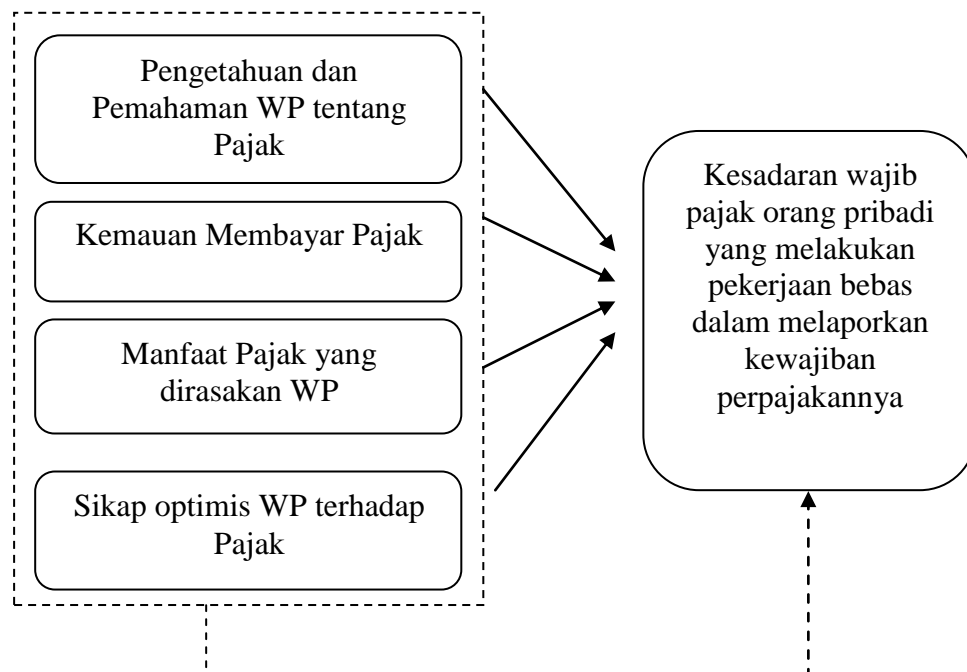 Pengetahuan dan
Pemahaman WP tentang
Pajak
Kemauan Membayar Pajak
Manfaat Pajak yang
dirasakan WP
Sikap optimis WP terhadap
Pajak
Kesadaran wajib
pajak orang pribadi
yang melakukan
pekerjaan bebas
dalam melaporkan
kewajiban
perpajakannya